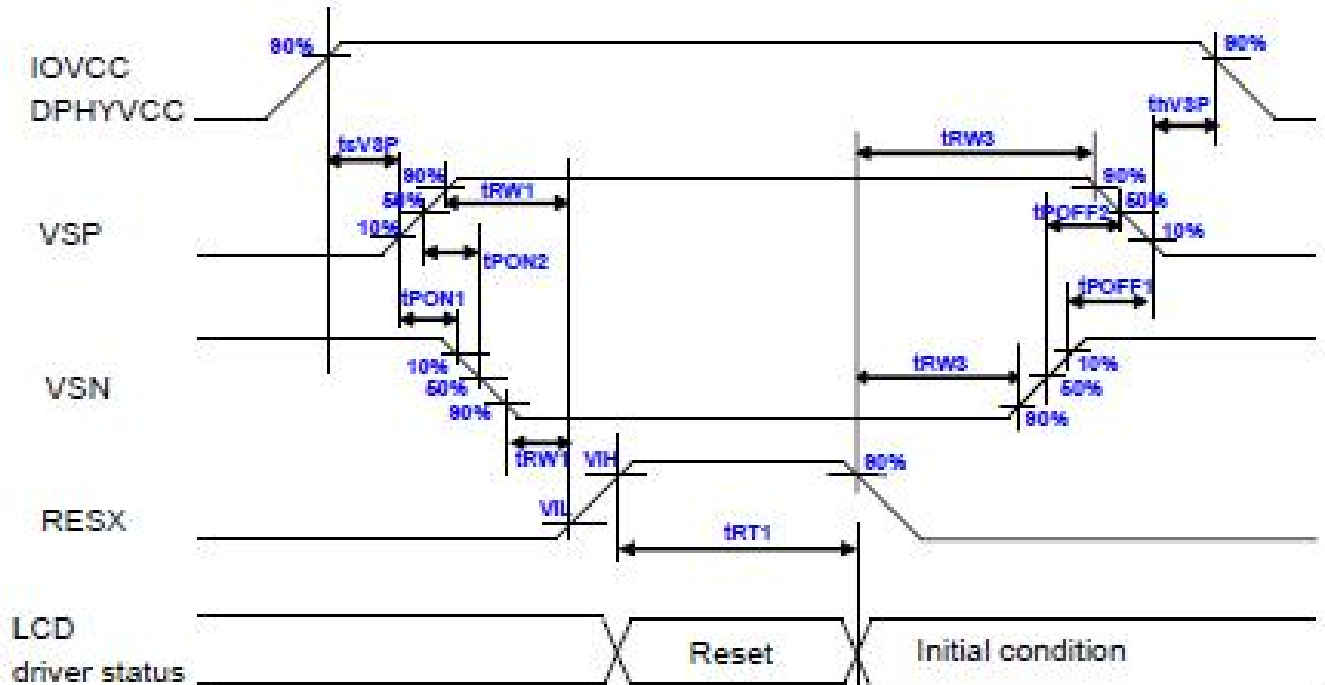 90%
90%
IOVCC
DPHYVCC
thVSP
tsVSP
tRW3
90%
tRW1
90%
50%
50%
tPOFF2
10%
10%
VSP
tPON2
tPON1
tPOFF1
10%
10%
tRW3
50%
50%
VSN
90%
90%
tRW1
VIH
90%
VIL
RESX
tRT1
LCD
driver status
Reset
Initial condition